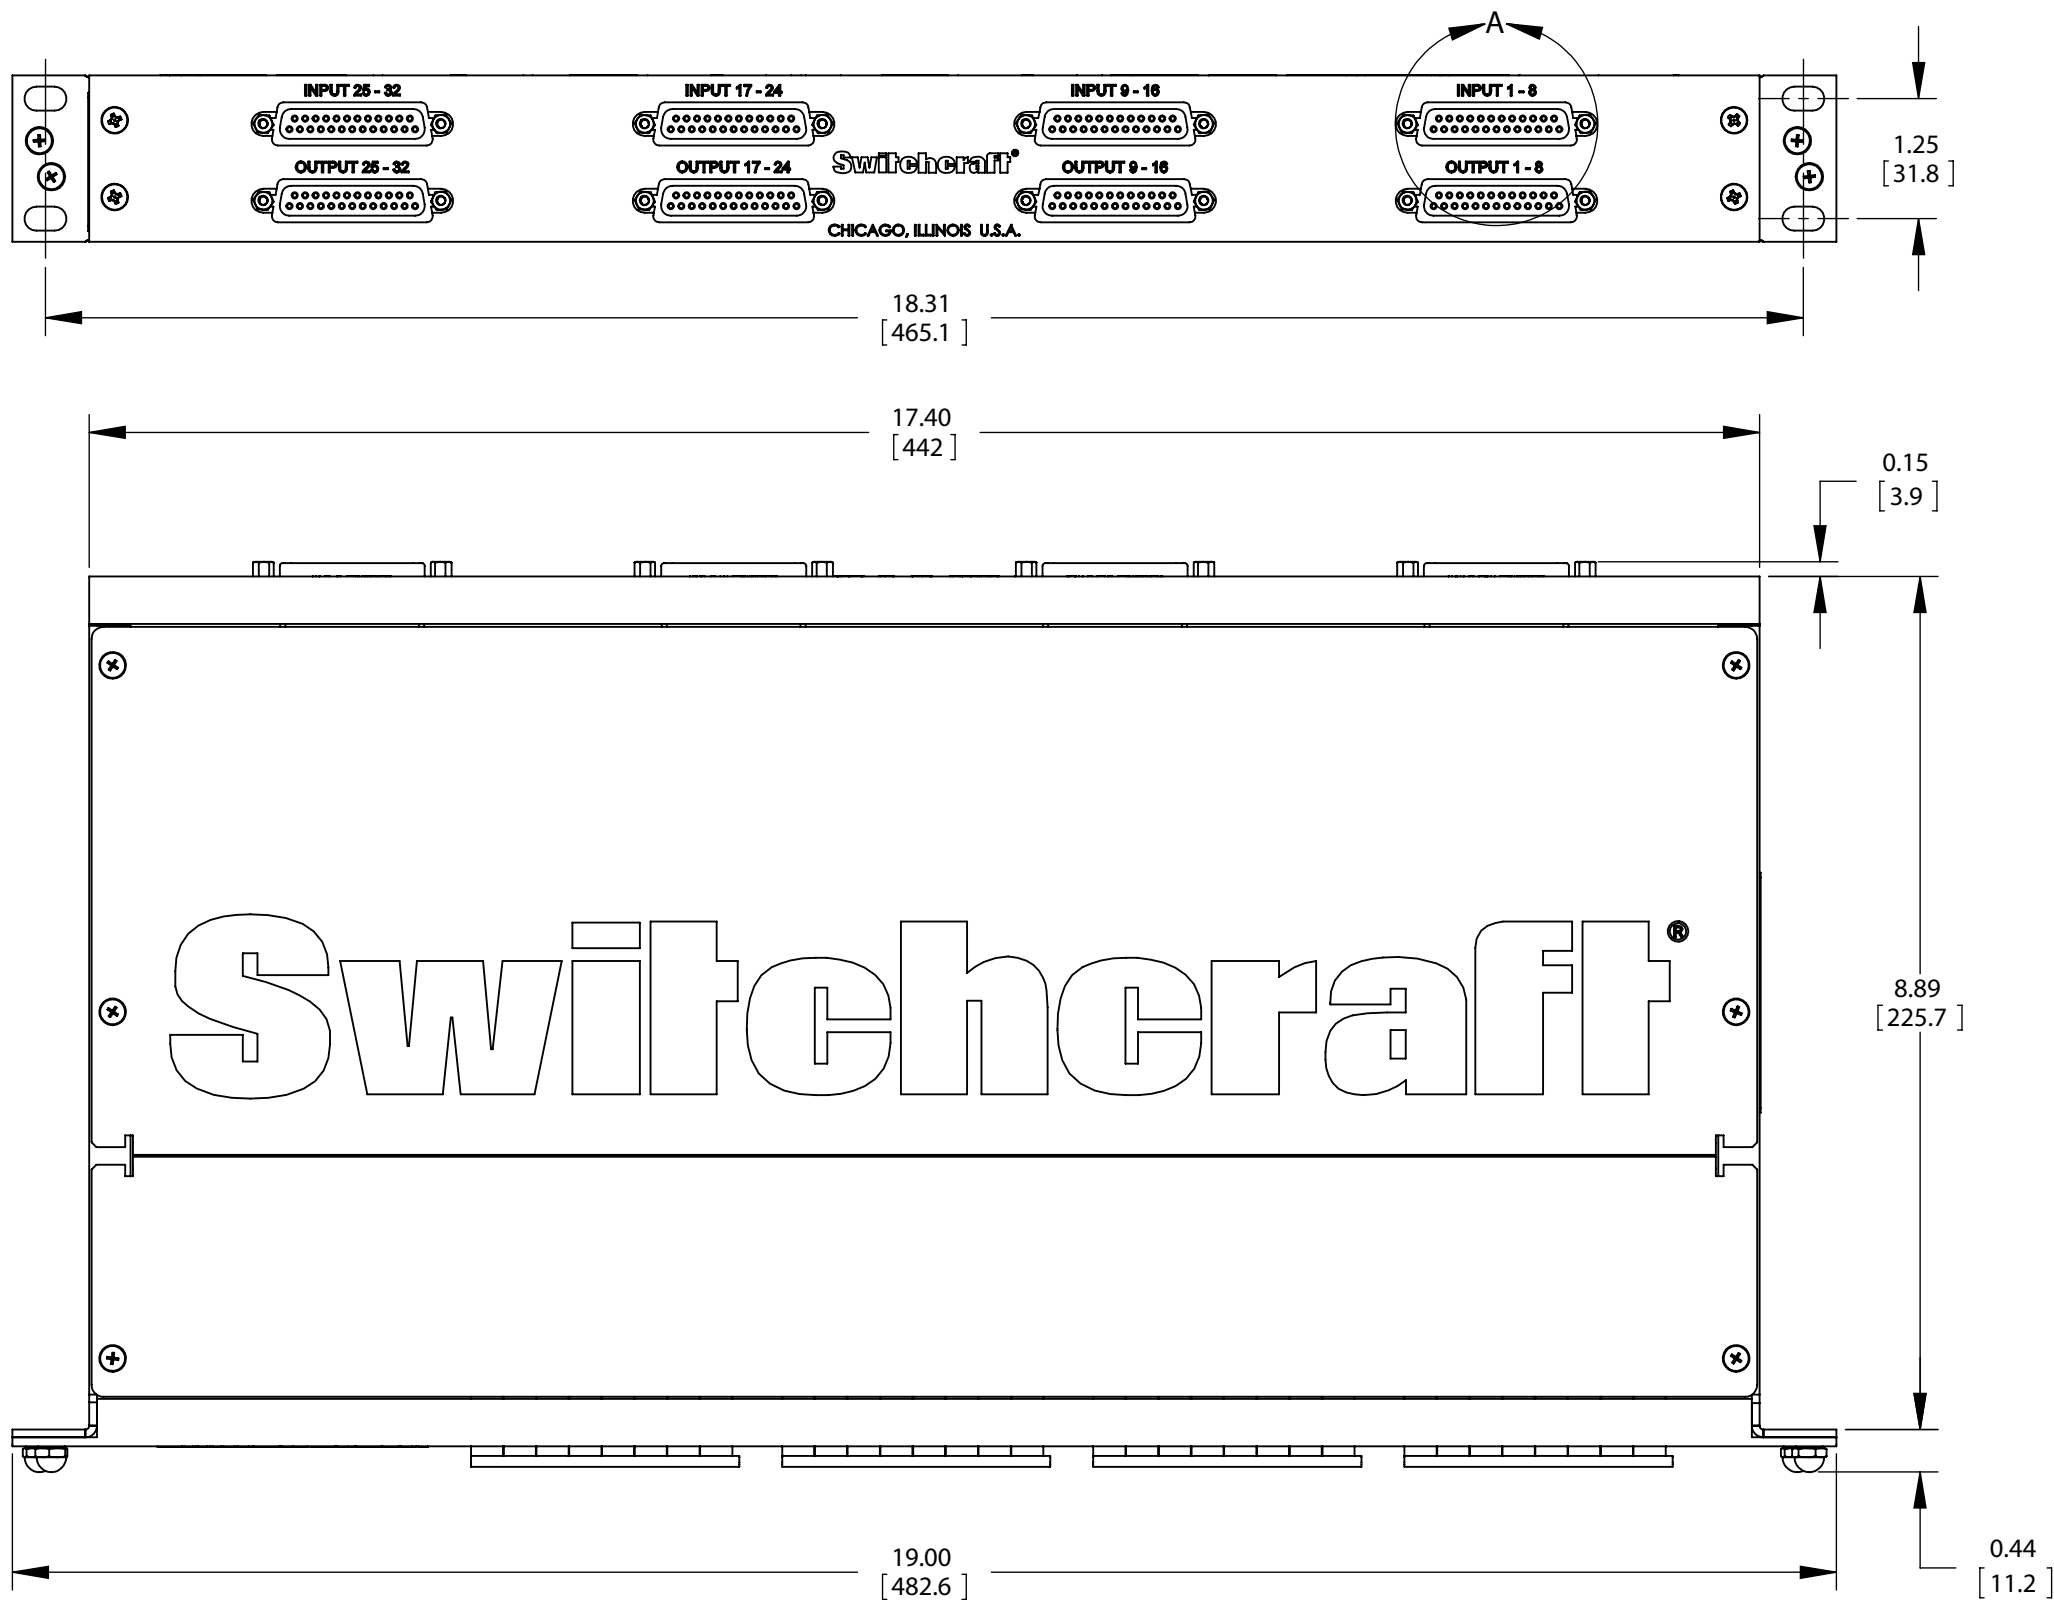 A
INPUT 25 - 32
INPUT 17 - 24
INPUT 9 - 16
INPUT 1 - 8
OUTPUT 25 - 32
OUTPUT 17 - 24
Switchcraft®
OUTPUT 9 - 16
OUTPUT 1 - 8
CHICAGO, ILLINOIS U.S.A.
1.25
[31.8]
18.31
[465.1]
17.40
[442]
0.15
[3.9]
Switchcraft®
8.89
[225.7]
19.00
[482.6]
0.44
[11.2]